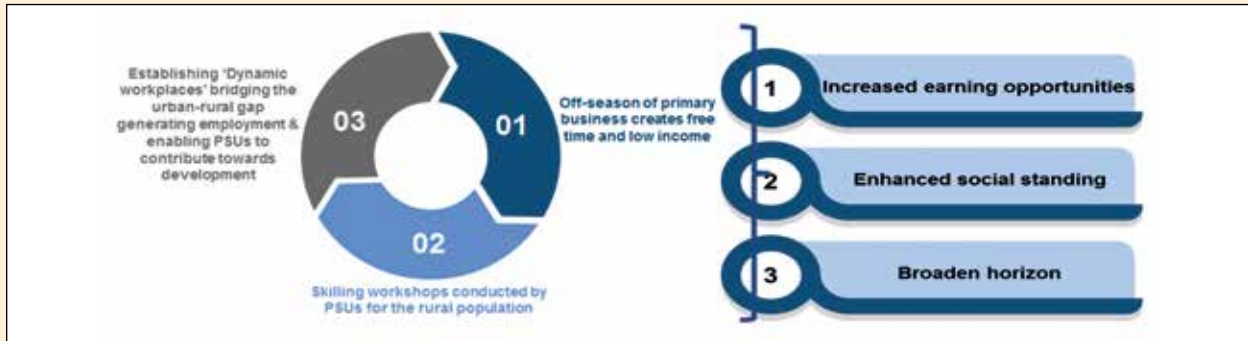 Establishing 'Dynamic
workplaces' bridging the
urban-rural gap
generating employment &
enabling PSUs to
contribute towards
development
03
01
02
Off-season of primary
business creates free
time and low income
Skilling workshops conducted by
PSUs for the rural population
1
Increased earning opportunities
2
Enhanced social standing
3
Broaden horizon